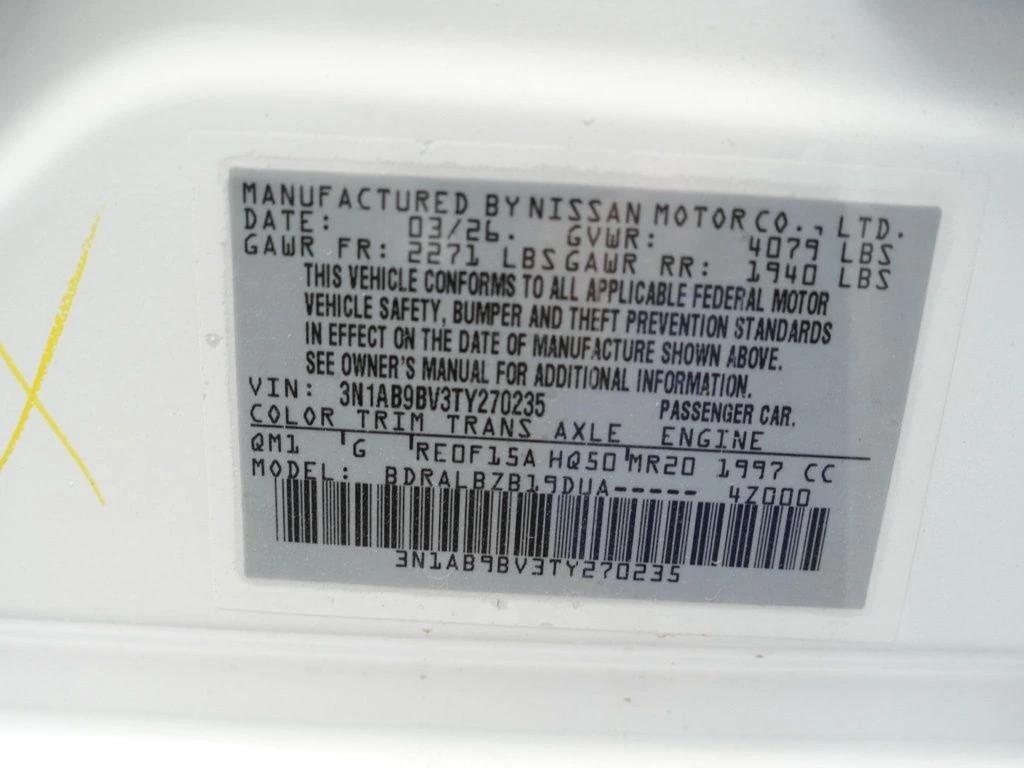 MANUFACTURED BY NISSAN MOTOR CO., LTD.
DATE: 03/26. GVWR: 4079 LBS
GAWR FR: 2271 LBS GAWR RR: 1940 LBS
THIS VEHICLE CONFORMS TO ALL APPLICABLE FEDERAL MOTOR
VEHICLE SAFETY, BUMPER AND THEFT PREVENTION STANDARDS
IN EFFECT ON THE DATE OF MANUFACTURE SHOWN ABOVE.
SEE OWNER'S MANUAL FOR ADDITIONAL INFORMATION.
VIN: 3N1AB9BV3TY270235 PASSENGER CAR.
COLOR TRIM TRANS AXLE ENGINE
QM1 G RE0F15A HQ50 MR20 1997 CC
MODEL: BDRALBZB19DUA----- 4Z000
3N1AB9BV3TY270235